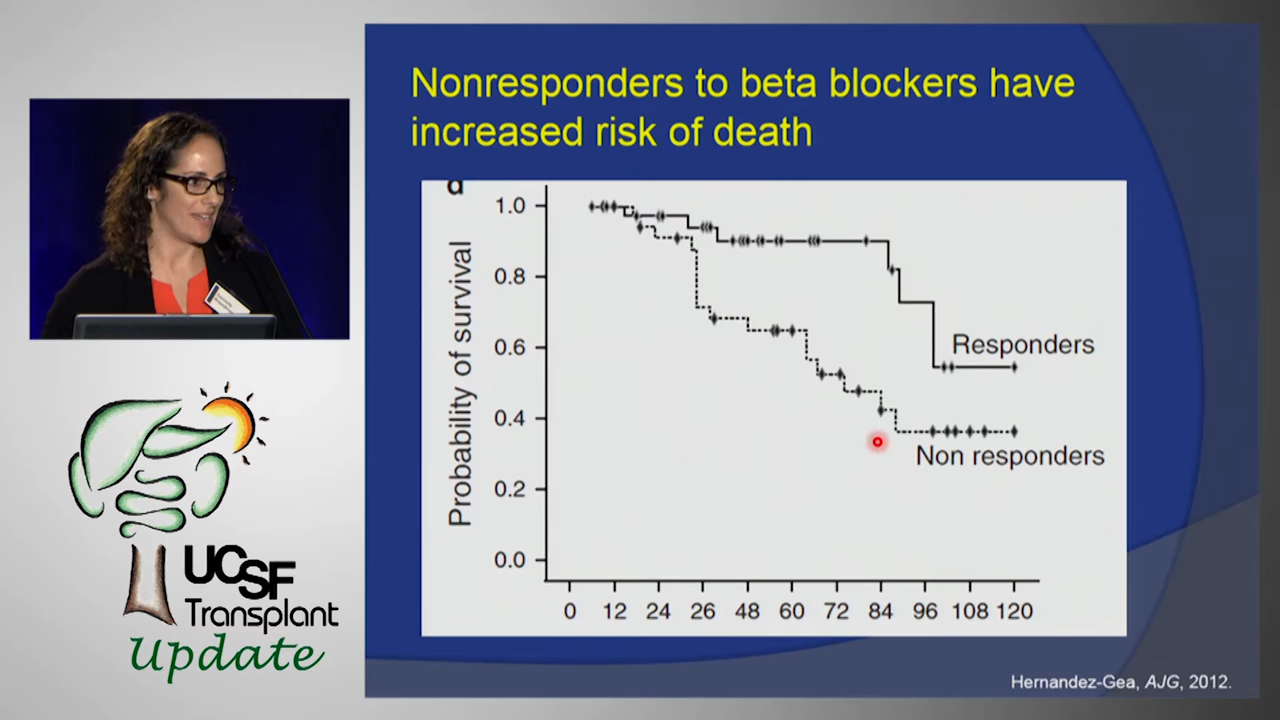 Nonresponders to beta blockers have
increased risk of death
d
Probability of survival
1.0
0.8
0.6
0.4
0.2
0.0
Responders
Non responders
0 12 24 26 48 60 72 84 96 108 120
Hernandez-Gea, AJG, 2012.
UCSF
Transplant
Update